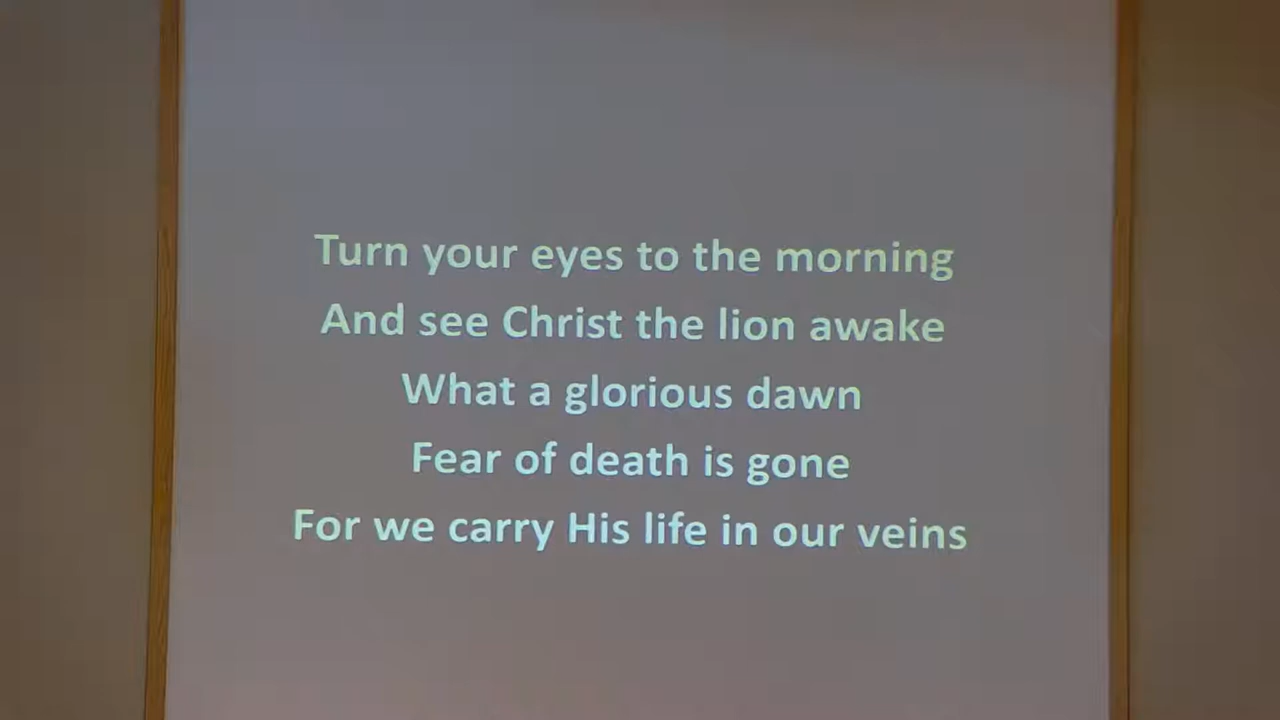 Turn your eyes to the morning
And see Christ the lion awake
What a glorious dawn
Fear of death is gone
For we carry His life in our veins